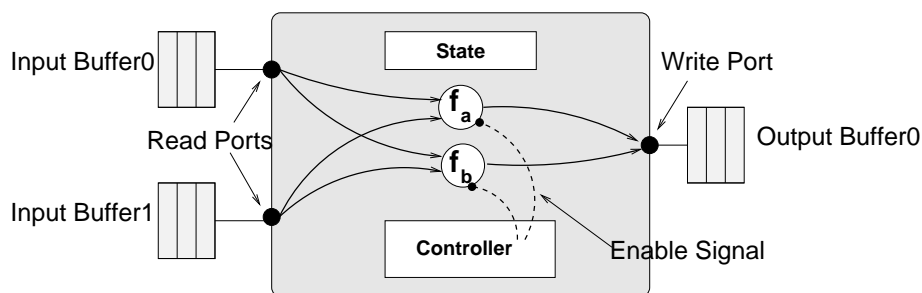 Input Buffer0
State
Write Port
f
a
Read Ports
Output Buffer0
f
b
Input Buffer1
Controller
Enable Signal